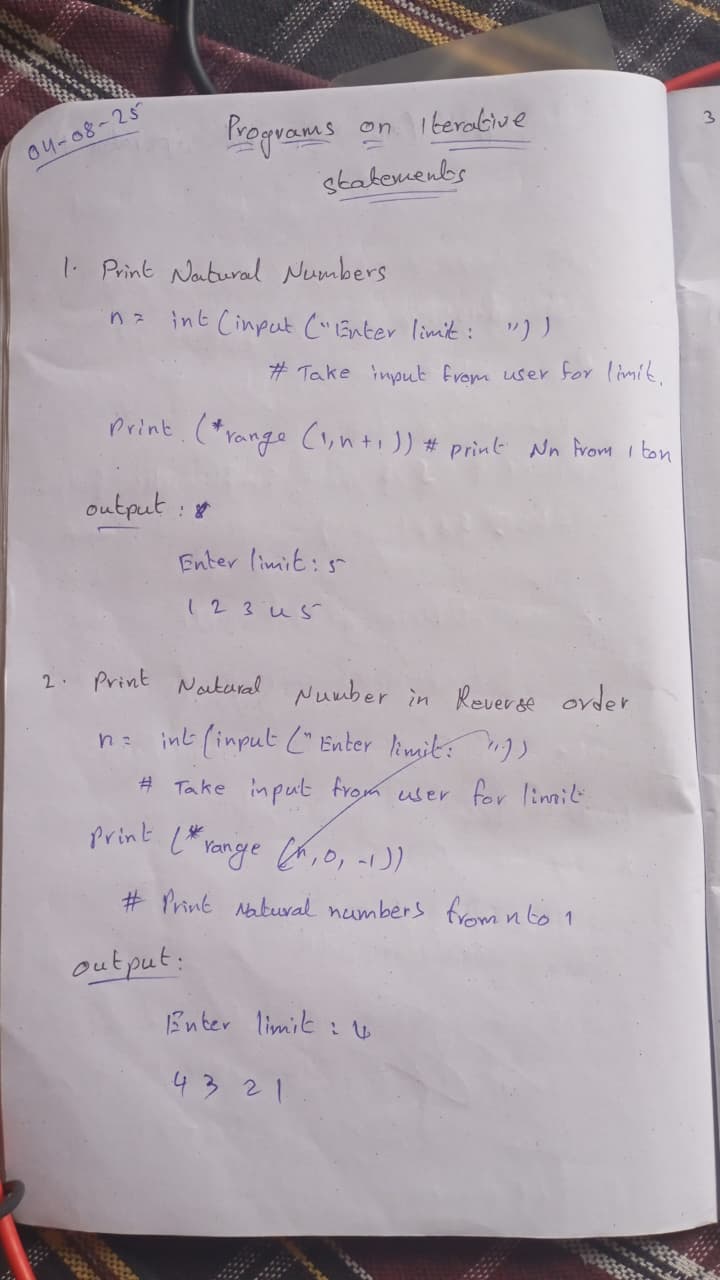 04-08-25
Programs on Iterative
statements
3
1. Print Natural Numbers
n = int (input ("Enter limit: "))
# Take input from user for limit.
Print (*range (1, n+1)) # print Nn from 1 to n
output :
Enter limit: 5
1 2 3 4 5
2. Print Natural Number in Reverse order
n = int (input (" Enter limit: "))
# Take input from user for limit
Print (*range (n, 0, -1))
# Print Natural numbers from n to 1
output:
Enter limit : 4
4 3 2 1